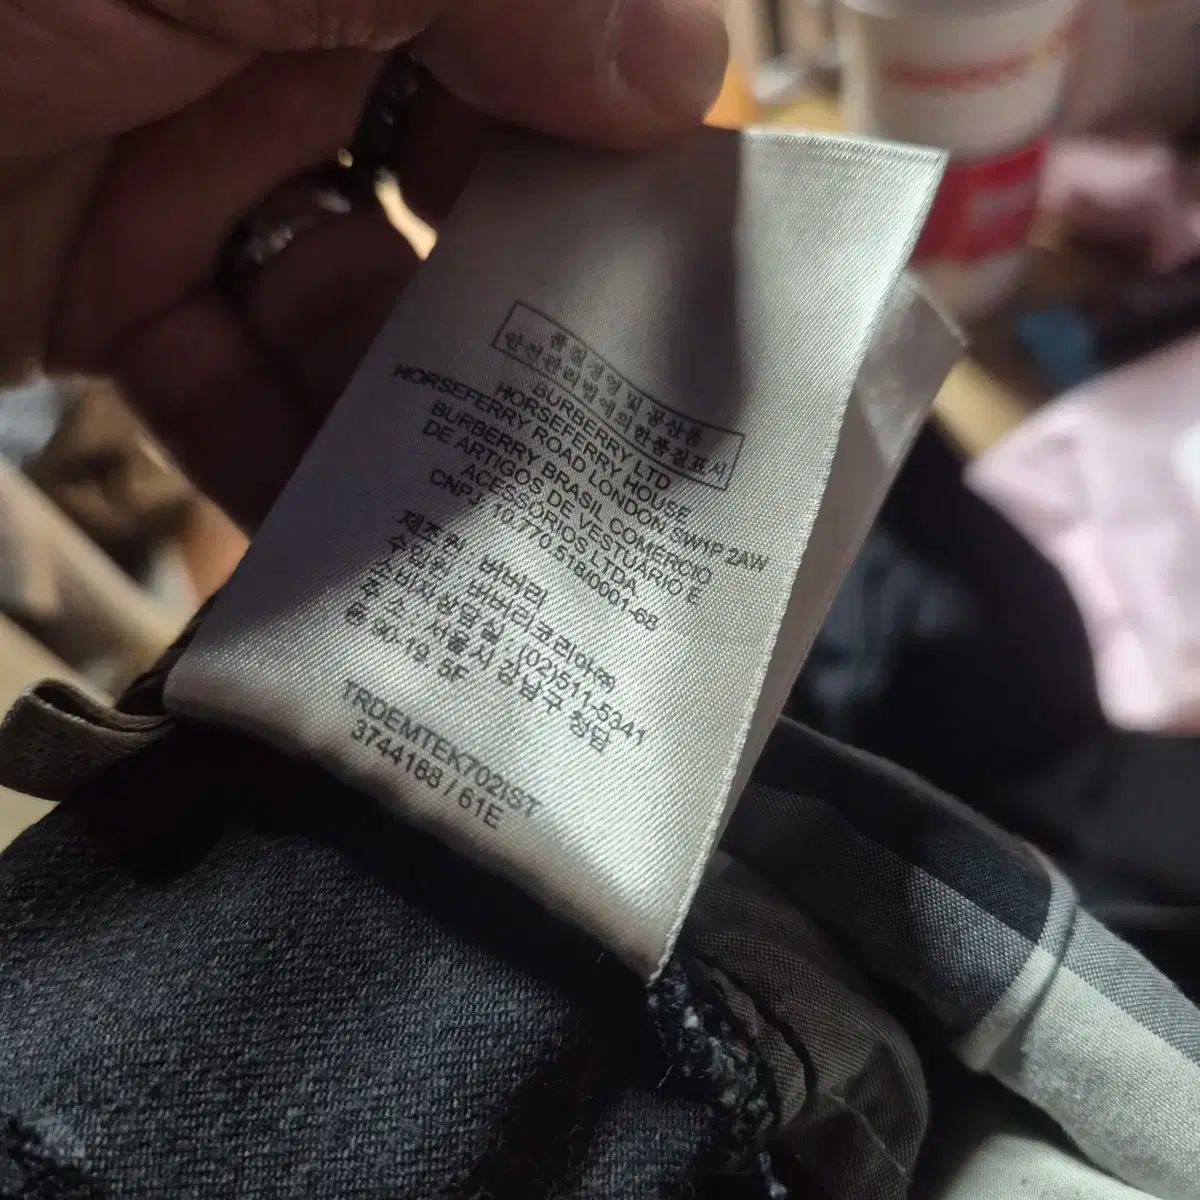 품질경영 및 공산품
안전관리법에 의한 품질표시
BURBERRY LTD
HORSEFERRY HOUSE
HORSEFERRY ROAD LONDON SW1P 2AW
BURBERRY BRASIL COMERCIO
DE ARTIGOS DE VESTUÁRIO E
ACESSÓRIOS LTDA
CNPJ 10.770.518/0001-68
제조원 : 버버리
수입원 : 버버리코리아㈜
소비자상담실 : (02)511-5341
주소 : 서울시 강남구 청담
동 90-19, 5F
TRDEMTEK702IST
3744168 / 61E